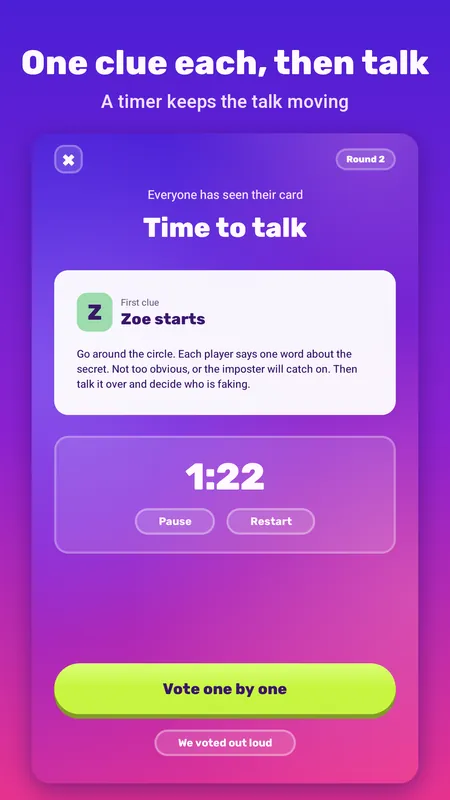 One clue each, then talk
A timer keeps the talk moving
Round 2
Everyone has seen their card
Time to talk
Z
First clue
Zoe starts
Go around the circle. Each player says one word about the
secret. Not too obvious, or the imposter will catch on. Then
talk it over and decide who is faking.
1:22
Pause
Restart
Vote one by one
We voted out loud